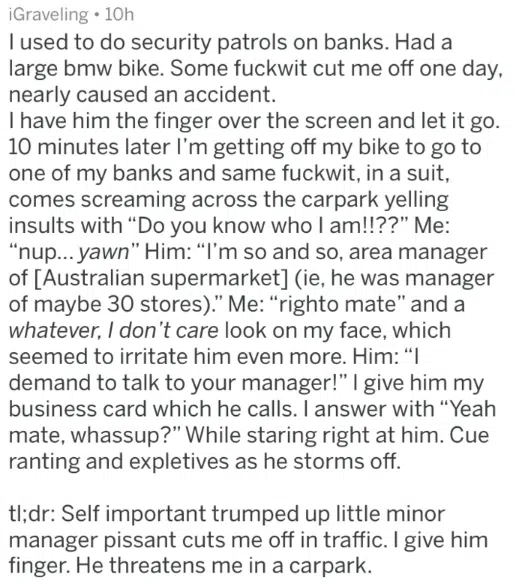 iGraveling • 10h
I used to do security patrols on banks. Had a
large bmw bike. Some fuckwit cut me off one day,
nearly caused an accident.
I have him the finger over the screen and let it go.
10 minutes later I'm getting off my bike to go to
one of my banks and same fuckwit, in a suit,
comes screaming across the carpark yelling
insults with “Do you know who I am!!??” Me:
“nup... yawn” Him: “I'm so and so, area manager
of [Australian supermarket] (ie, he was manager
of maybe 30 stores).” Me: “righto mate” and a
whatever, I don't care look on my face, which
seemed to irritate him even more. Him: “I
demand to talk to your manager!” I give him my
business card which he calls. I answer with “Yeah
mate, whassup?” While staring right at him. Cue
ranting and expletives as he storms off.
tl;dr: Self important trumped up little minor
manager pissant cuts me off in traffic. I give him
finger. He threatens me in a carpark.